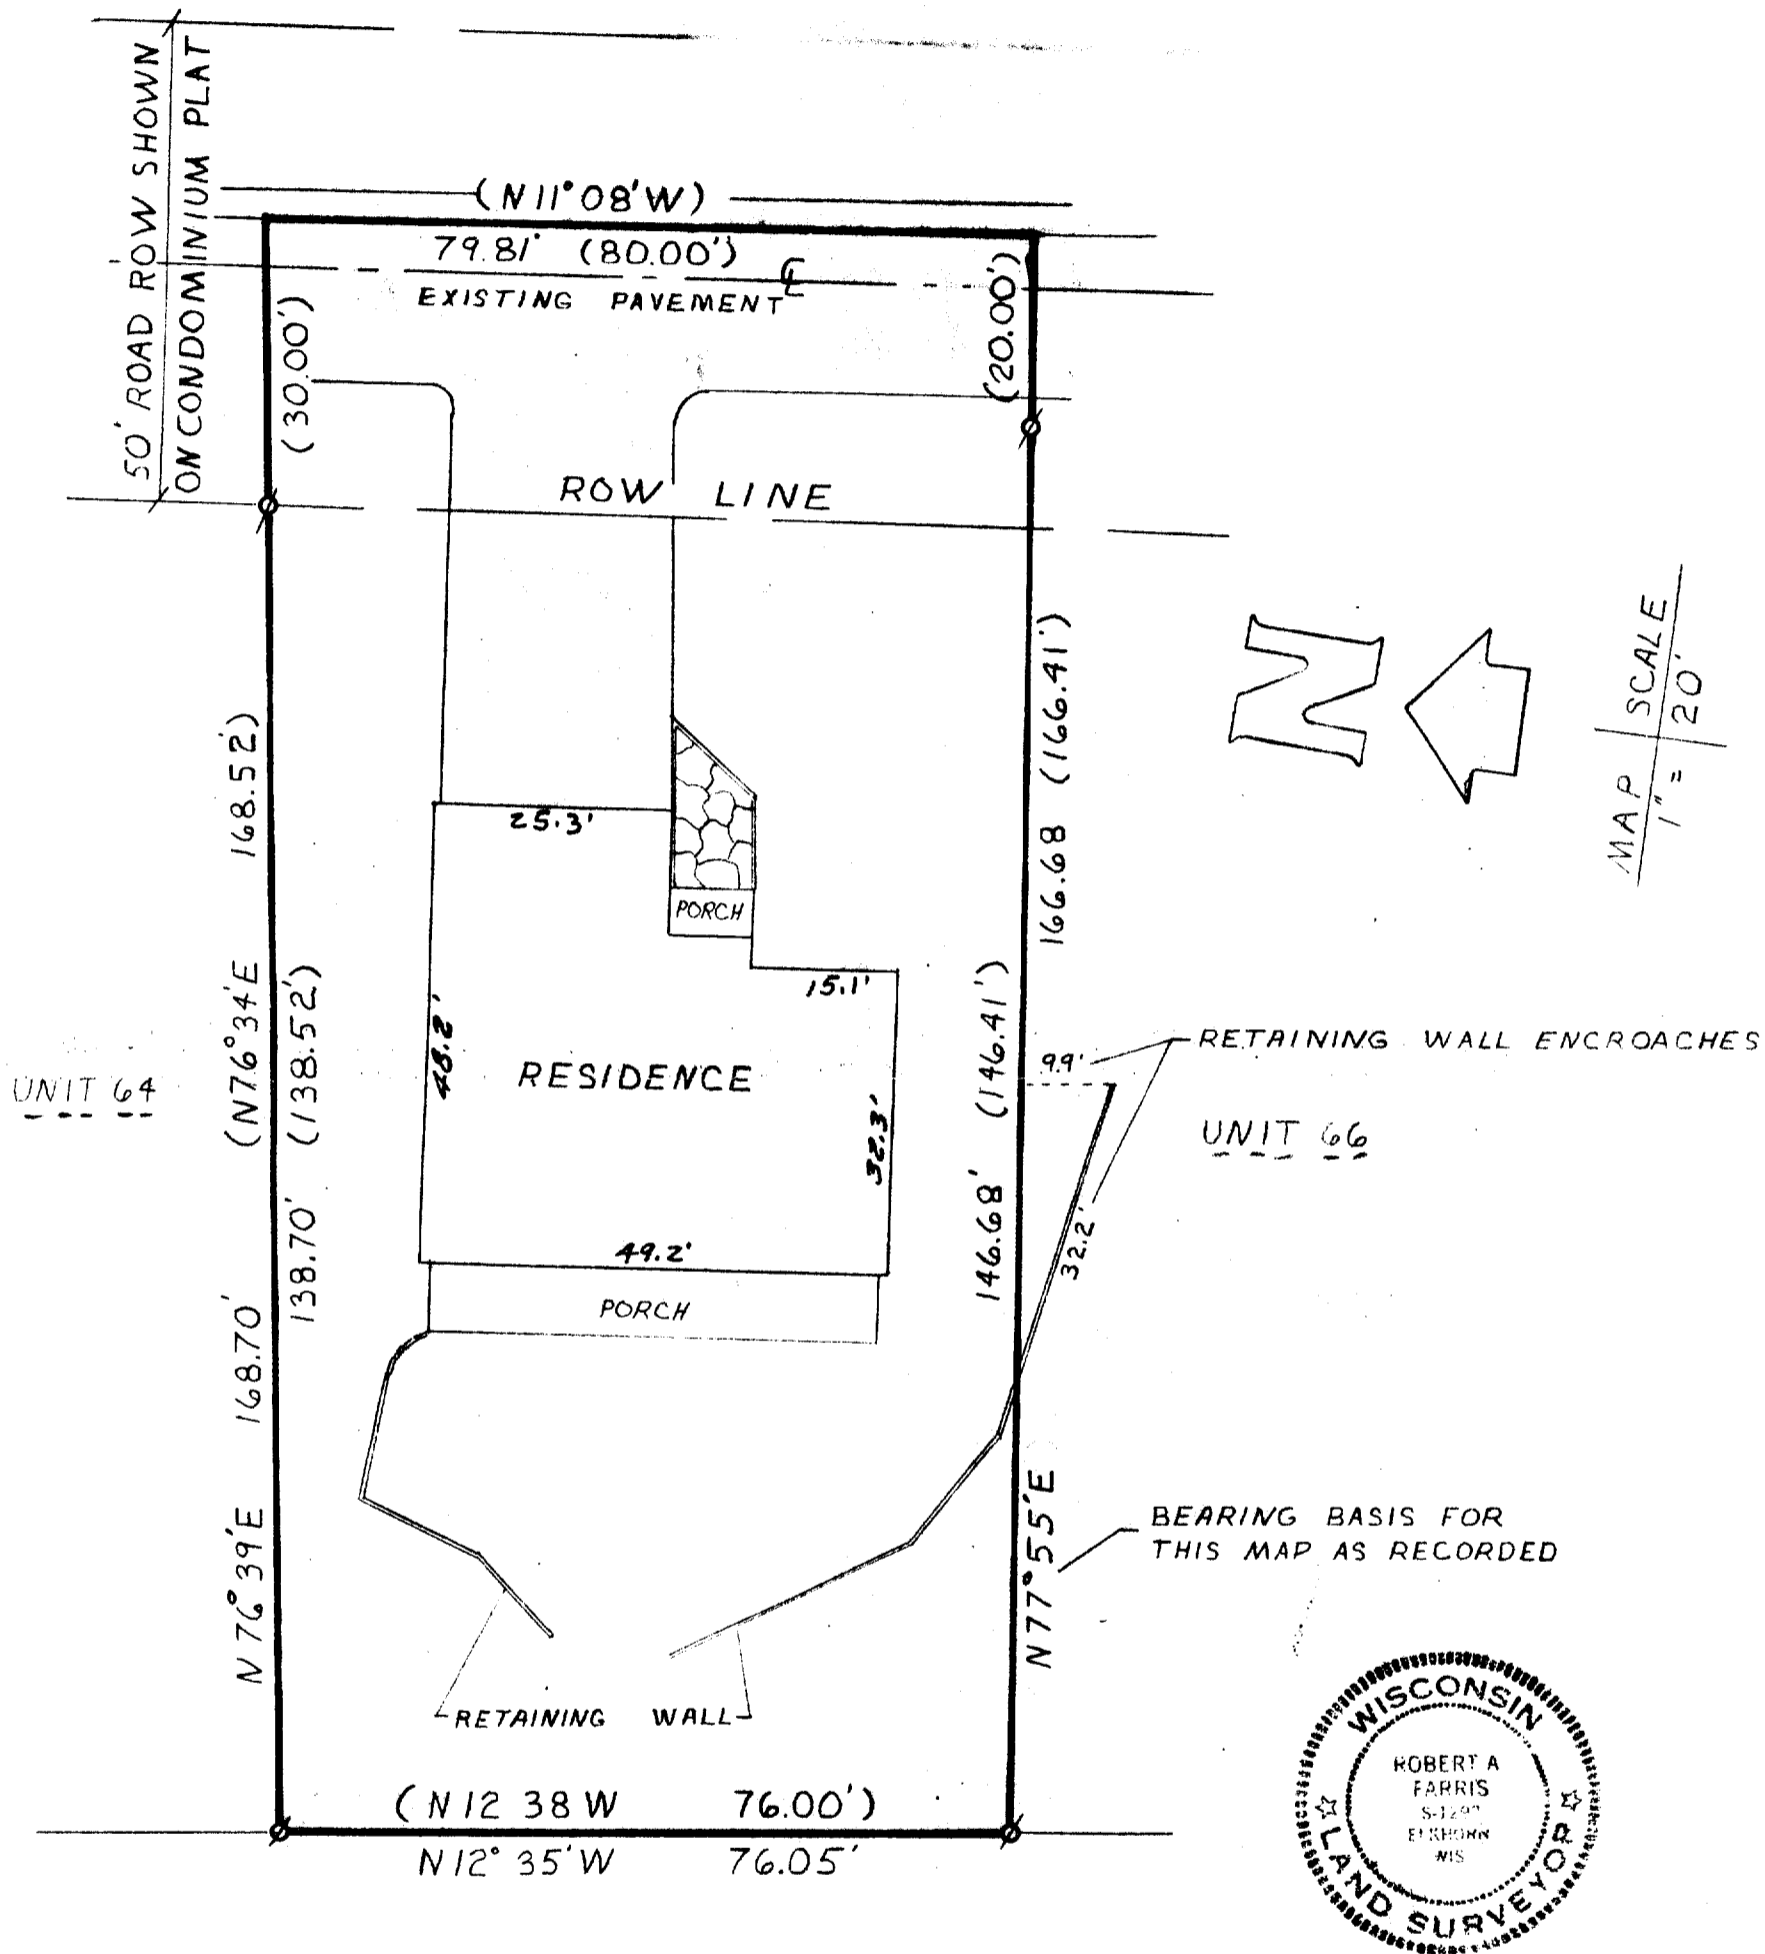 50' ROAD ROW SHOWN
ON CONDOMINIUM PLAT
(N11°08'W)
79.81' (80.00')
℄
EXISTING PAVEMENT
(30.00')
(20.00')
ROW LINE
MAP SCALE
1" = 20'
N
25.3'
PORCH
15.1'
48.2'
RESIDENCE
32.3'
49.2'
PORCH
UNIT 64
(N76°34'E 168.52')
138.70' (138.52')
N76°39'E 168.70'
166.68 (166.41')
146.68' (146.41')
N77°55'E
9.9'
RETAINING WALL ENCROACHES
UNIT 66
32.2'
BEARING BASIS FOR
THIS MAP AS RECORDED
RETAINING WALL
(N12 38 W 76.00')
N12°35'W 76.05'
WISCONSIN
ROBERT A
FARRIS
ELKHORN
WIS
LAND SURVEYOR